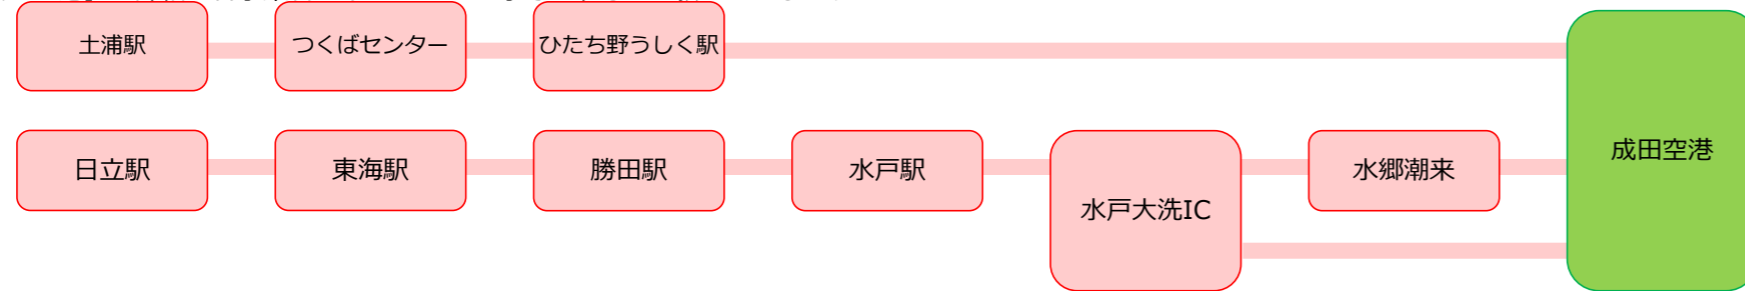 土浦駅
つくばセンター
ひたち野うしく駅
日立駅
東海駅
勝田駅
水戸駅
水戸大洗IC
水郷潮来
成田空港